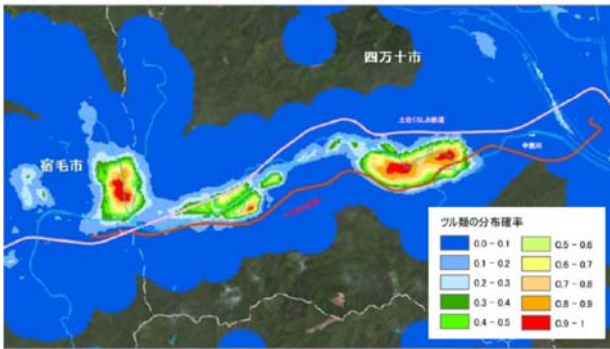 四万十市
土佐くろしお鉄道
宿毛市
中筋川
ツル類の分布確率
0.0 - 0.1
0.5 - 0.6
0.1 - 0.2
0.6 - 0.7
0.2 - 0.3
0.7 - 0.8
0.3 - 0.4
0.8 - 0.9
0.4 - 0.5
0.9 - 1